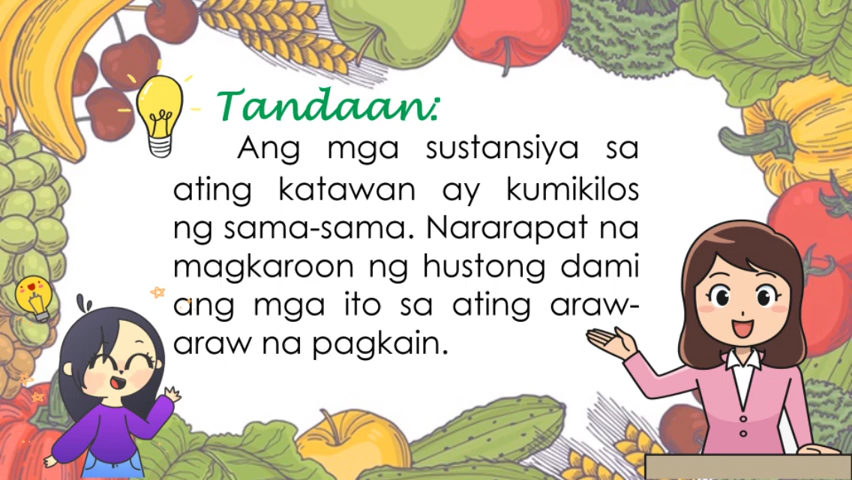 Tandaan:
Ang mga sustansiya sa
ating katawan ay kumikilos
ng sama-sama. Nararapat na
magkaroon ng hustong dami
ang mga ito sa ating araw-
araw na pagkain.